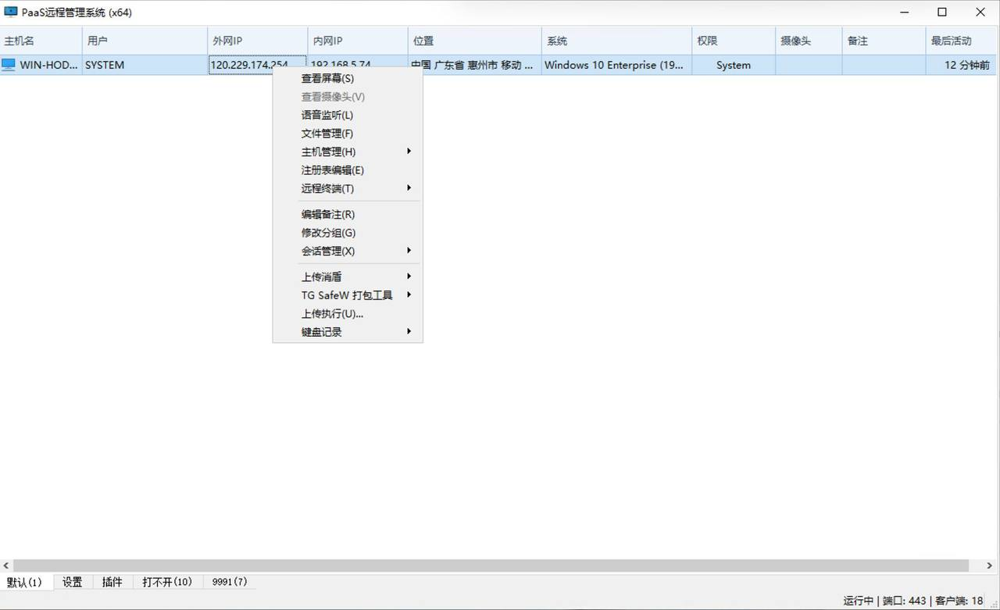 PaaS远程管理系统 (x64)
主机名 用户 外网IP 内网IP 位置 系统 权限 摄像头 备注 最后活动
WIN-HOD... SYSTEM 120.229.174.254 192.168.5.74 中国 广东省 惠州市 移动 ... Windows 10 Enterprise (19... System 12 分钟前
查看屏幕(S)
查看摄像头(V)
语音监听(L)
文件管理(F)
主机管理(H)
注册表编辑(E)
远程终端(T)
编辑备注(R)
修改分组(G)
会话管理(X)
上传消盾
TG SafeW 打包工具
上传执行(U)...
键盘记录
默认(1) 设置 插件 打不开(10) 9991(7)
运行中 | 端口: 443 | 客户端: 18